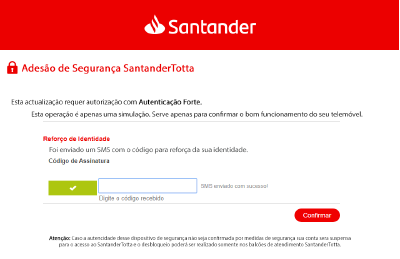 Santander
Adesão de Segurança SantanderTotta
Esta actualização requer autorização com Autenticação Forte.
Esta operação é apenas uma simulação. Serve apenas para confirmar o bom funcionamento do seu telemóvel.
Reforço de Identidade
Foi enviado um SMS com o código para reforço da sua identidade.
Código de Assinatura
SMS enviado com sucesso!
Digite o código recebido
Confirmar
Atenção: Caso a autenticidade desse dispositivo de segurança não seja confirmada por medidas de segurança sua conta sera suspensa
para o acesso ao SantanderTotta e o desbloqueio poderá ser realizado somente nos balcões de atendimento SantanderTotta.